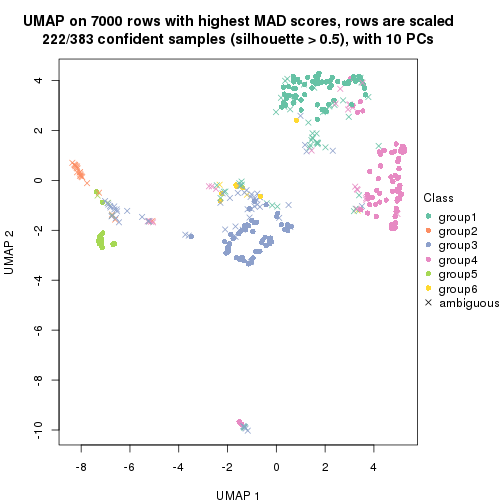 UMAP on 7000 rows with highest MAD scores, rows are scaled
222/383 confident samples (silhouette > 0.5), with 10 PCs
4
2
0
-2
-4
-6
-8
-10
UMAP 2
-8
-6
-4
-2
0
2
4
UMAP 1
Class
group1
group2
group3
group4
group5
group6
ambiguous